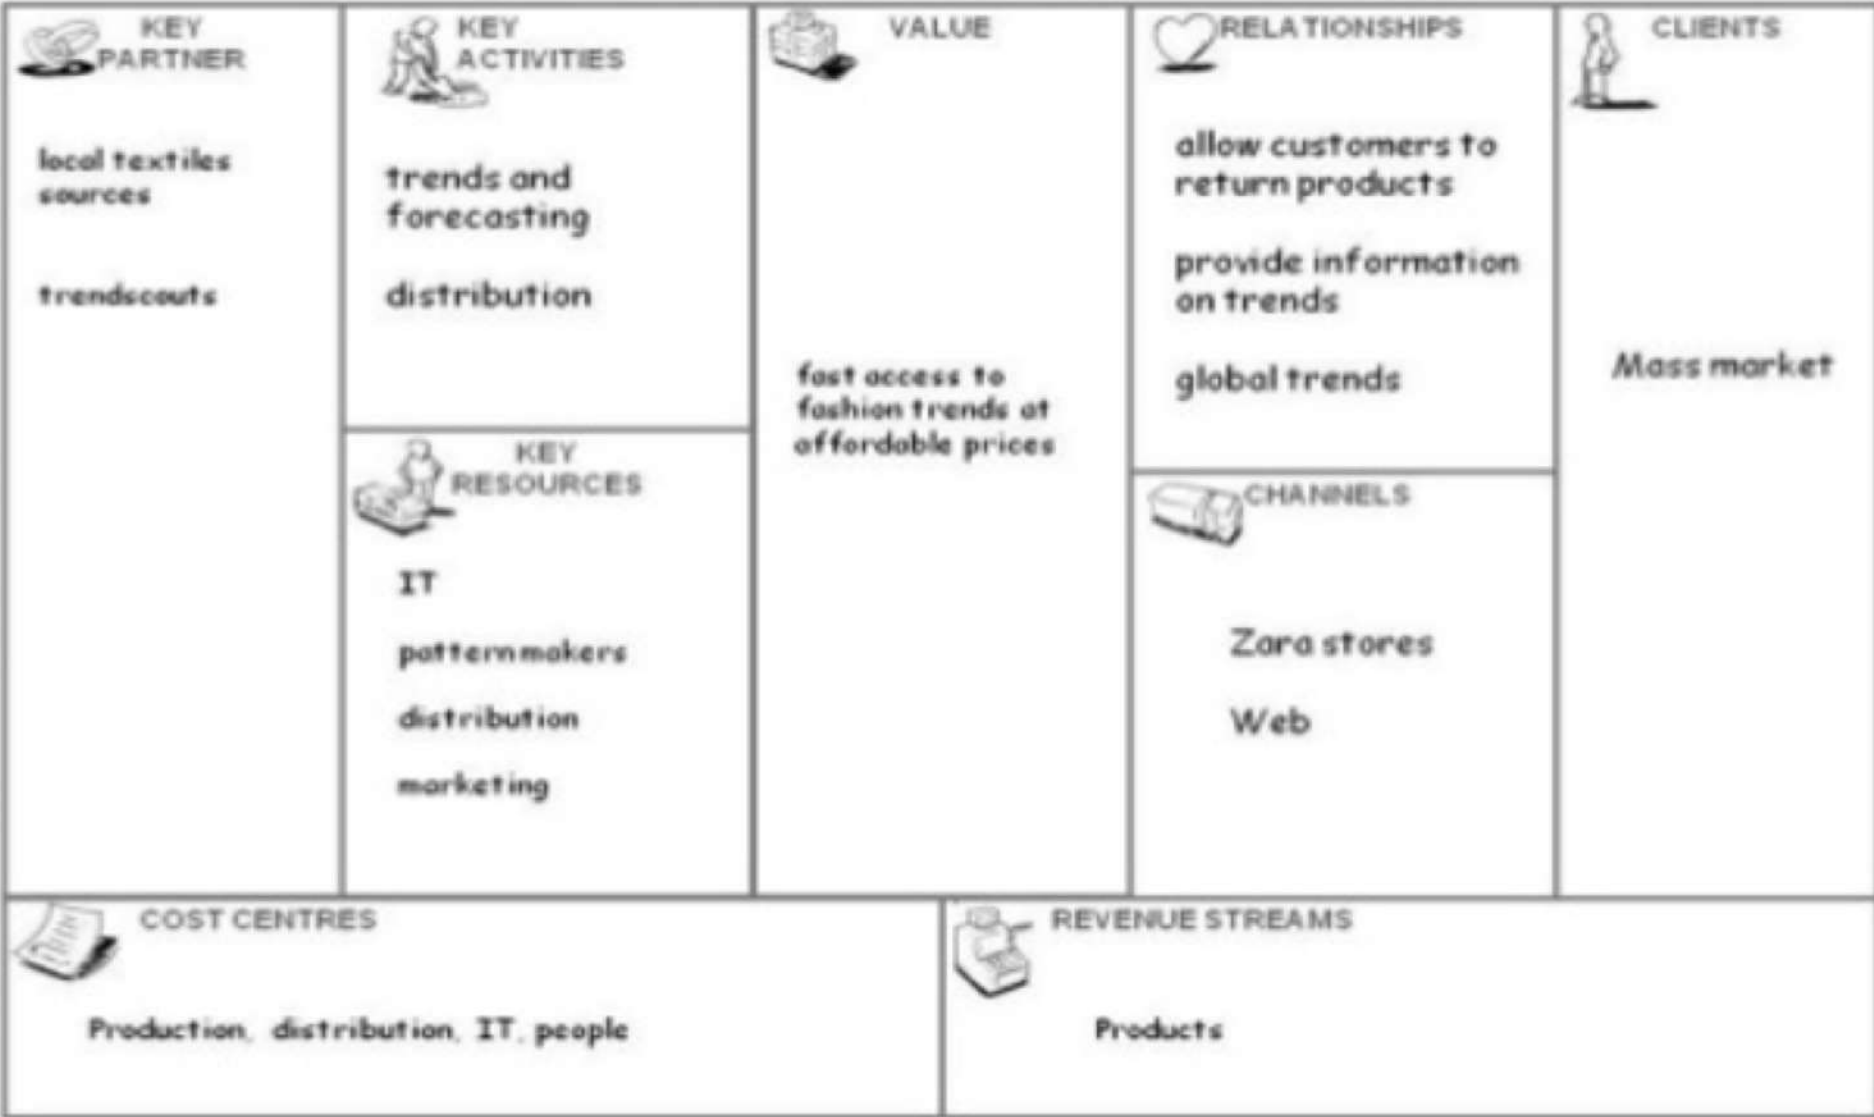 KEY
PARTNER
local textiles
sources
trendscouts
KEY
ACTIVITIES
trends and
forecasting
distribution
KEY
RESOURCES
IT
pattern makers
distribution
marketing
VALUE
fast access to
fashion trends at
affordable prices
RELATIONSHIPS
allow customers to
return products
provide information
on trends
global trends
CHANNELS
Zara stores
Web
CLIENTS
Mass market
COST CENTRES
Production, distribution, IT, people
REVENUE STREAMS
Products